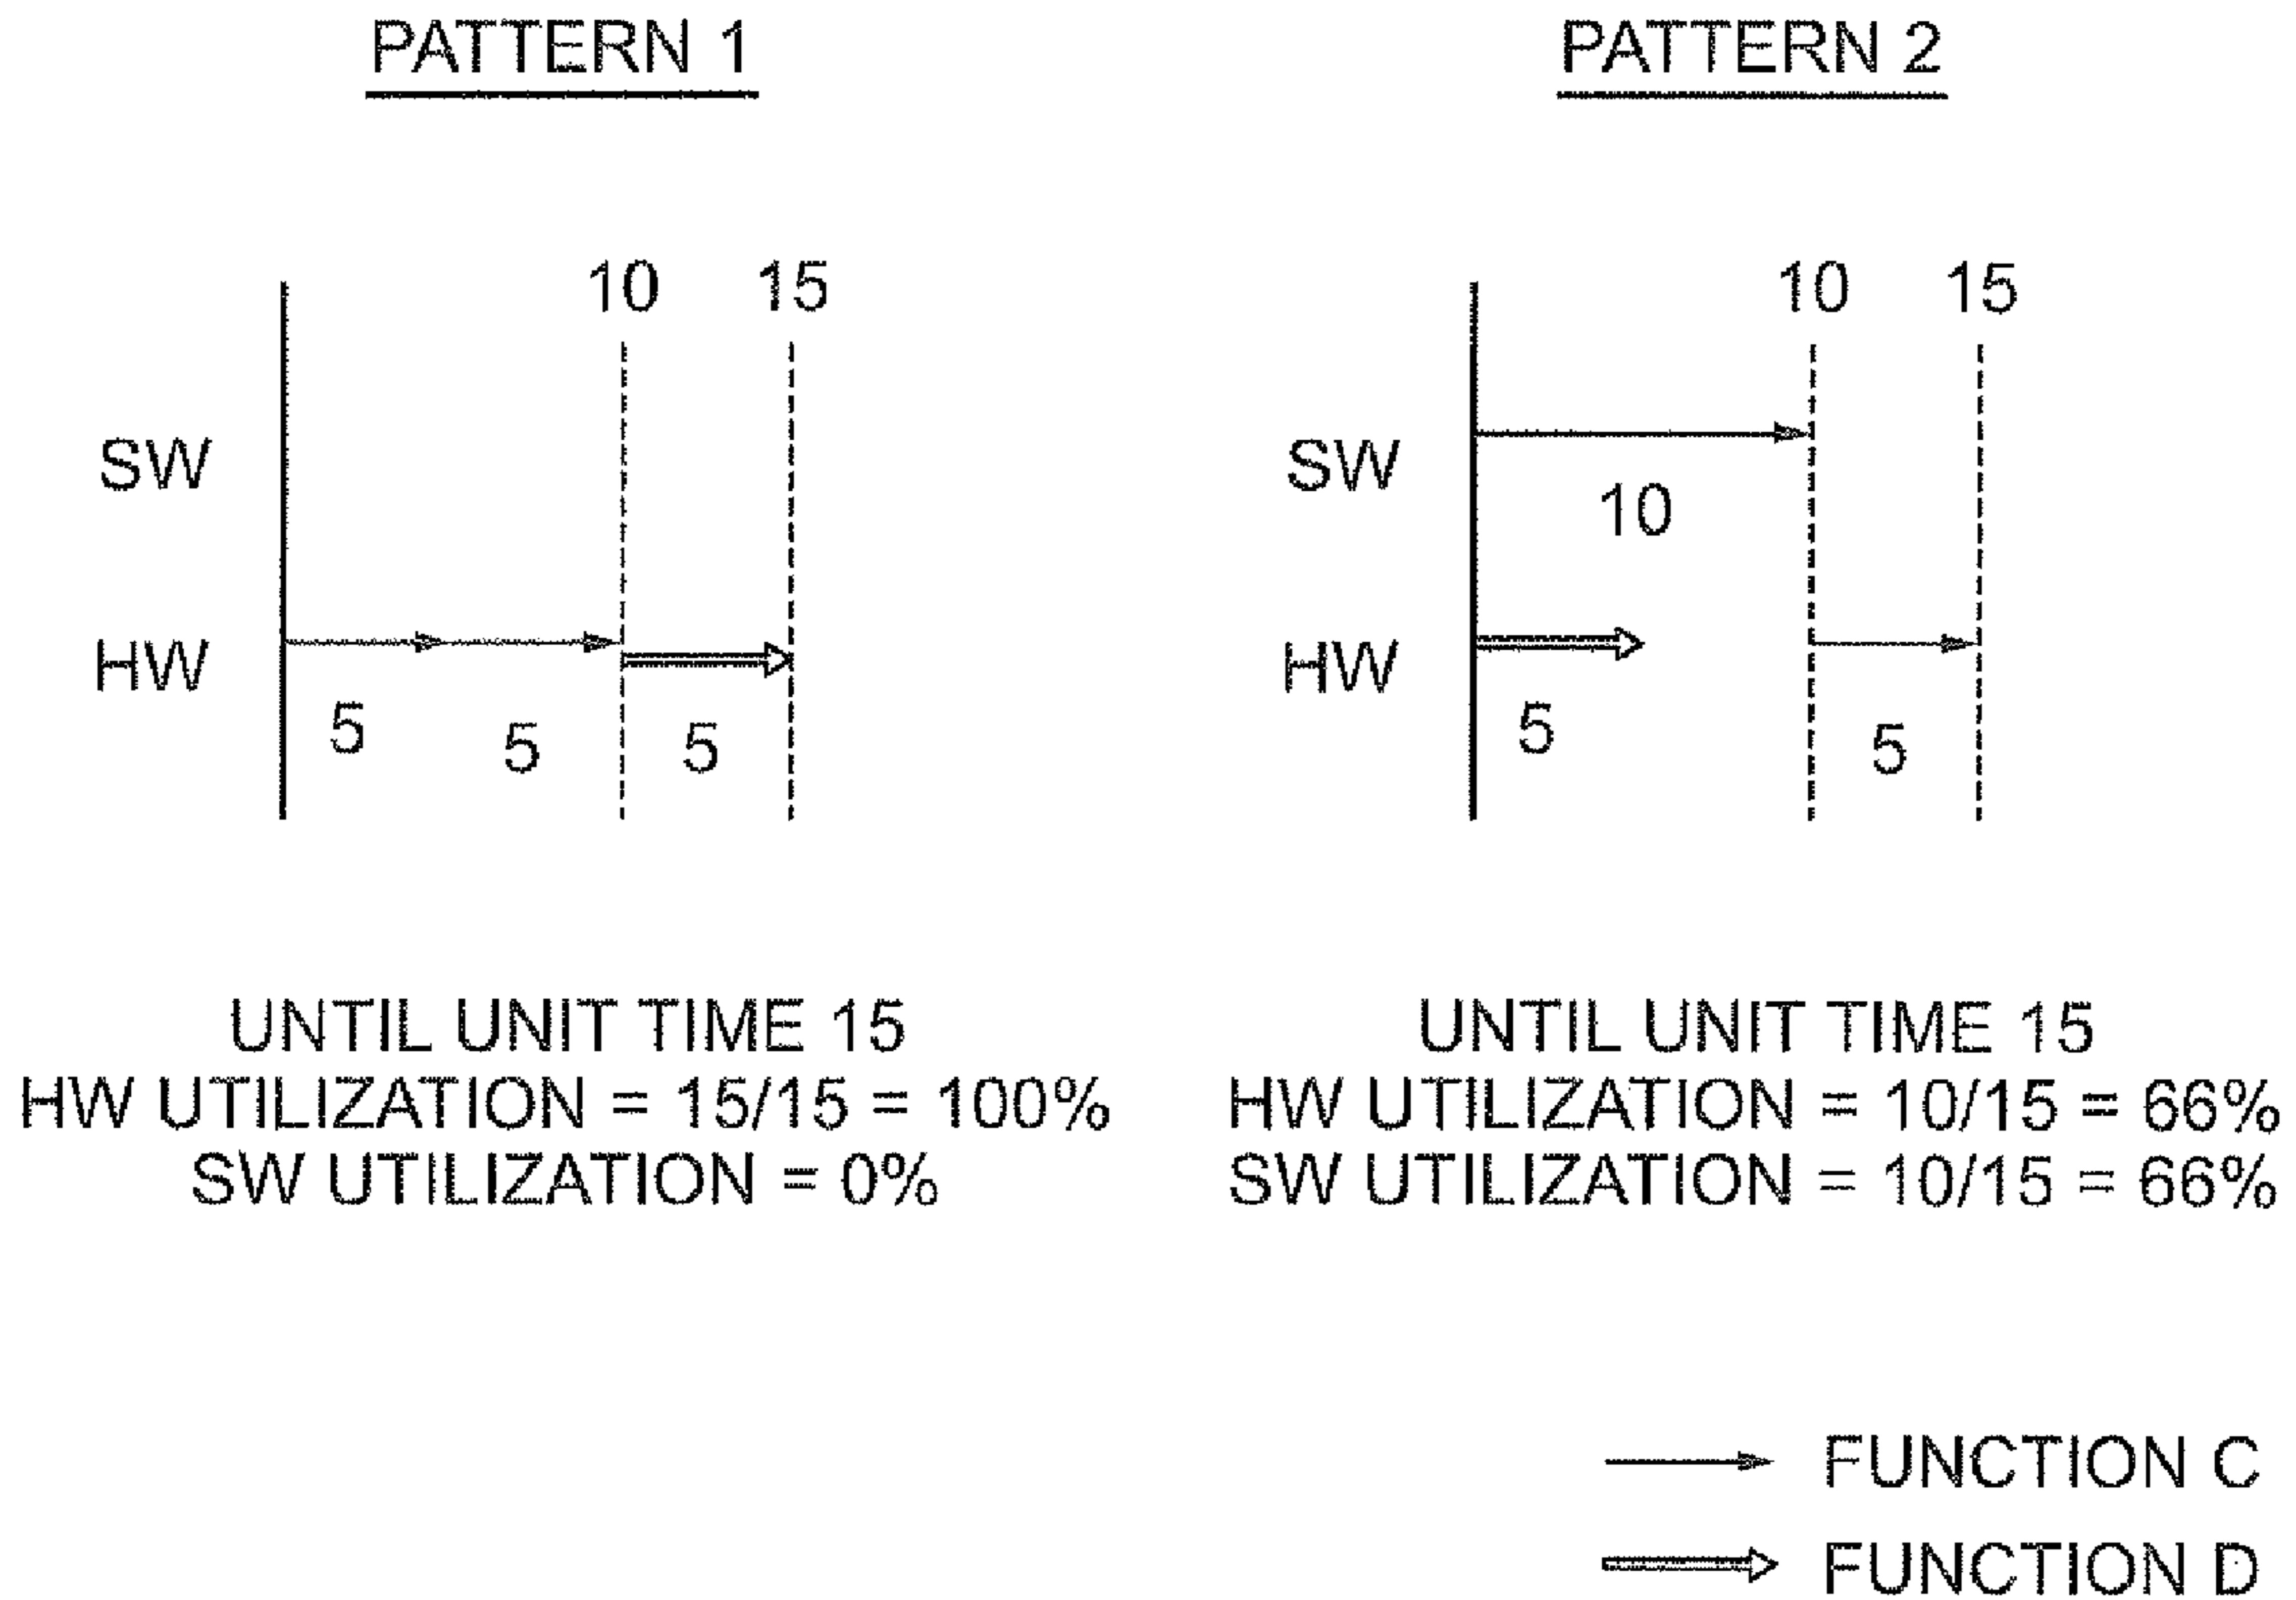 PATTERN 1
10 15
SW
HW
5 5 5
UNTIL UNIT TIME 15
HW UTILIZATION = 15/15 = 100%
SW UTILIZATION = 0%
PATTERN 2
10 15
SW
10
HW
5 5
UNTIL UNIT TIME 15
HW UTILIZATION = 10/15 = 66%
SW UTILIZATION = 10/15 = 66%
FUNCTION C
FUNCTION D